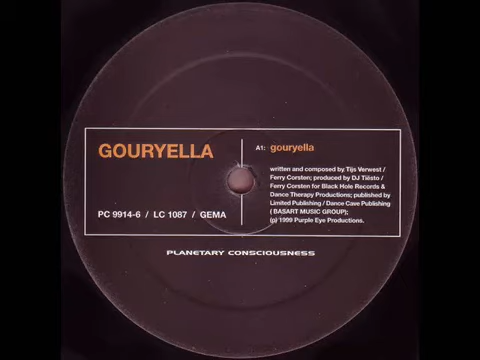 GOURYELLA
PC 9914-6 / LC 1087 / GEMA
A1: gouryella
written and composed by Tijs Verwest /
Ferry Corsten; produced by DJ Tiësto /
Ferry Corsten for Black Hole Records &
Dance Therapy Productions; published by
Limited Publishing / Dance Cave Publishing
( BASART MUSIC GROUP);
(p) 1999 Purple Eye Productions.
PLANETARY CONSCIOUSNESS